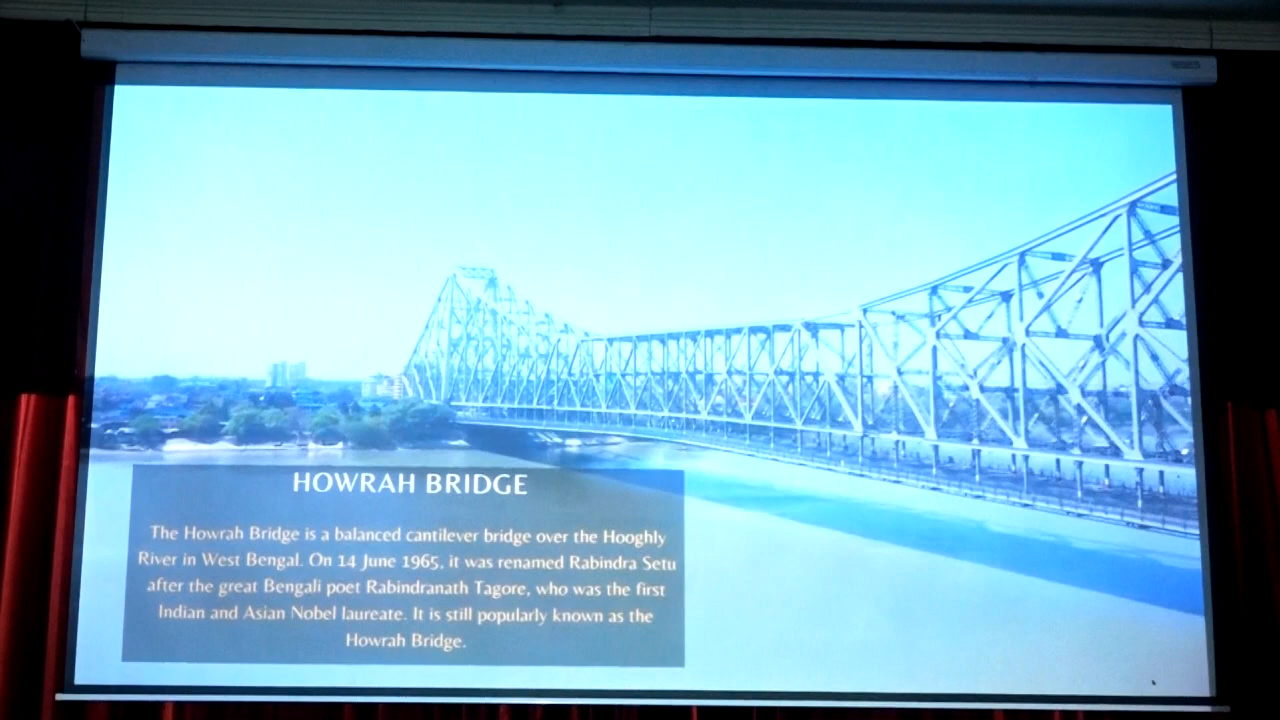 HOWRAH BRIDGE
The Howrah Bridge is a balanced cantilever bridge over the Hooghly
River in West Bengal. On 14 June 1965, it was renamed Rabindra Setu
after the great Bengali poet Rabindranath Tagore, who was the first
Indian and Asian Nobel laureate. It is still popularly known as the
Howrah Bridge.